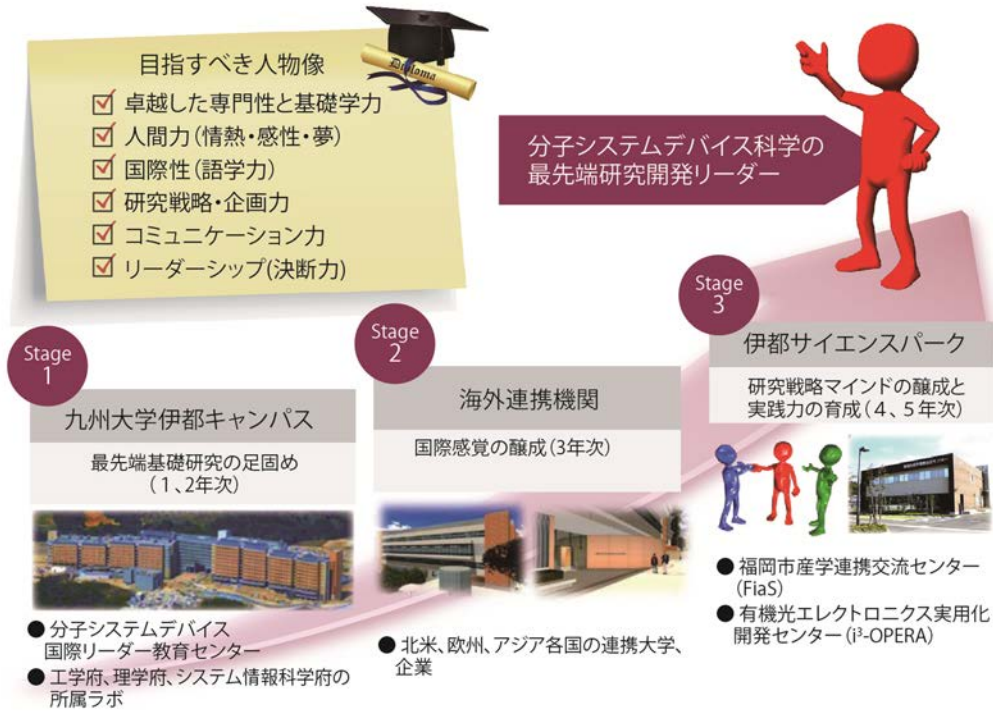 目指すべき人物像
卓越した専門性と基礎学力
人間力(情熱・感性・夢)
国際性(語学力)
研究戦略・企画力
コミュニケーション力
リーダーシップ(決断力)
Diploma
分子システムデバイス科学の
最先端研究開発リーダー
Stage
1
九州大学伊都キャンパス
最先端基礎研究の足固め
(1、2年次)
● 分子システムデバイス
国際リーダー教育センター
● 工学府、理学府、システム情報科学府の
所属ラボ
Stage
2
海外連携機関
国際感覚の醸成(3年次)
● 北米、欧州、アジア各国の連携大学、
企業
Stage
3
伊都サイエンスパーク
研究戦略マインドの醸成と
実践力の育成(4、5年次)
● 福岡市産学連携交流センター
(FiaS)
● 有機光エレクトロニクス実用化
開発センター(i³-OPERA)